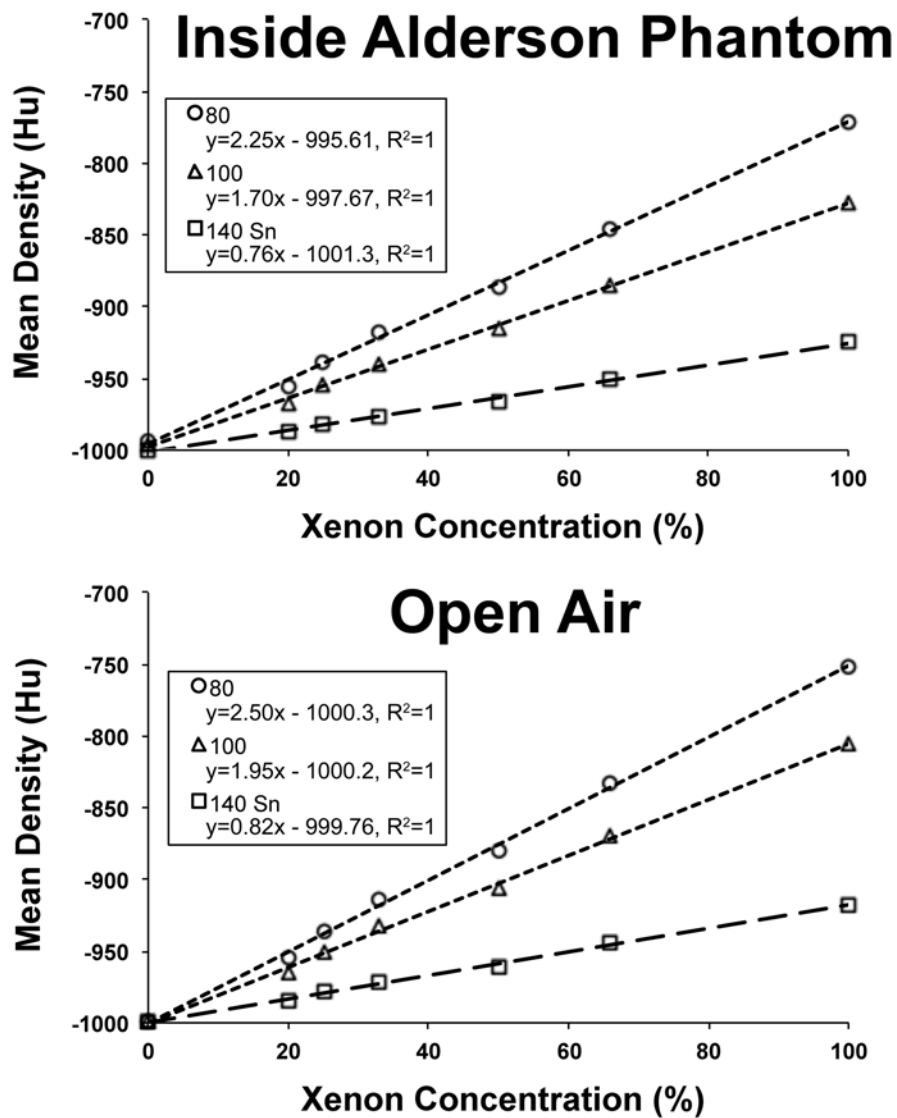 Inside Alderson Phantom
-700
-750
-800
-850
-900
-950
-1000
Mean Density (Hu)
80
y=2.25x - 995.61, R²=1
100
y=1.70x - 997.67, R²=1
140 Sn
y=0.76x - 1001.3, R²=1
0 20 40 60 80 100
Xenon Concentration (%)
Open Air
-700
-750
-800
-850
-900
-950
-1000
Mean Density (Hu)
80
y=2.50x - 1000.3, R²=1
100
y=1.95x - 1000.2, R²=1
140 Sn
y=0.82x - 999.76, R²=1
0 20 40 60 80 100
Xenon Concentration (%)